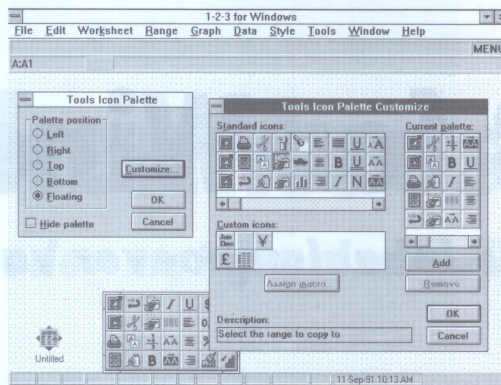 1-2-3 for Windows
File Edit Worksheet Range Graph Data Style Tools Window Help
MENU
A:A1
Tools Icon Palette
Palette position
Left
Right
Top
Bottom
Floating
Hide palette
Customize...
OK
Cancel
Tools Icon Palette Customize
Standard icons:
Current palette:
Custom icons:
Jan
Dec
¥
£
Assign macro...
Add
Remove
Description:
Select the range to copy to
OK
Cancel
Untitled
11-Sep-91 10:13 AM